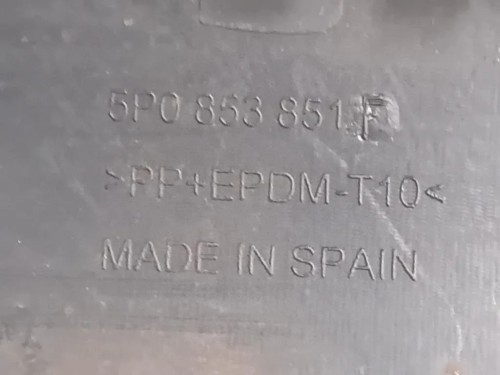 5P0 853 851 F
>PP+EPDM-T10<
MADE IN SPAIN